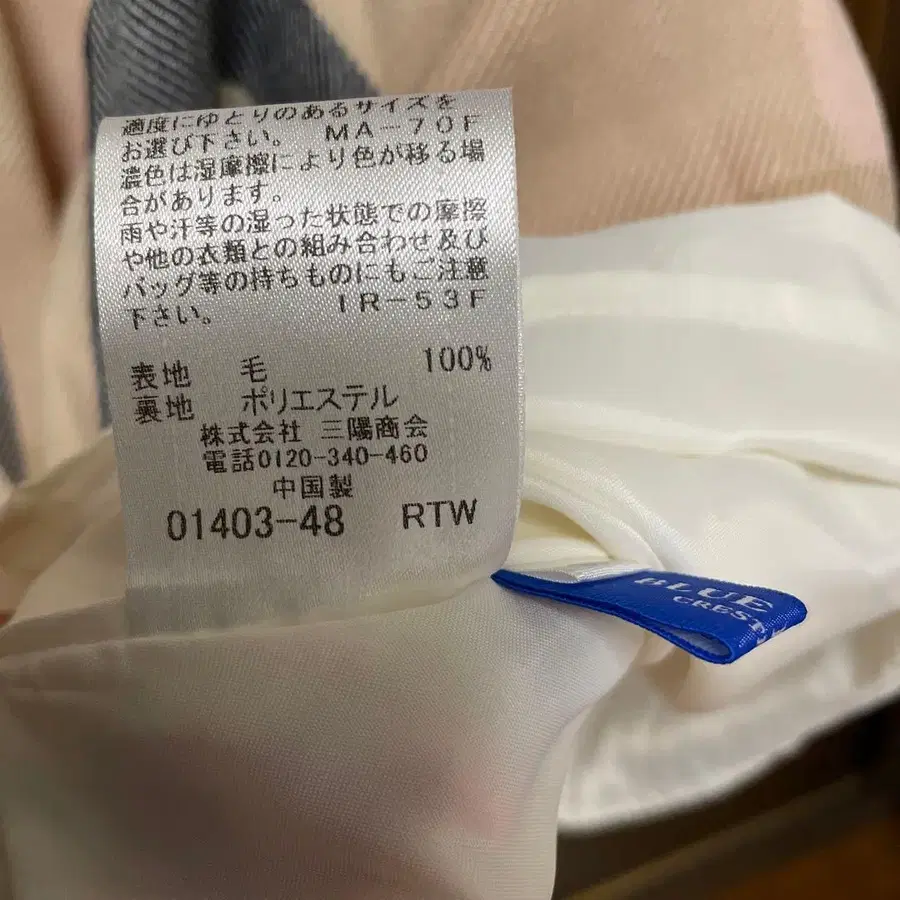 適度にゆとりのあるサイズを
お選び下さい。 MA-70F
濃色は湿摩擦により色が移る場
合があります。
雨や汗等の湿った状態での摩擦
や他の衣類との組み合わせ及び
バッグ等の持ちものにもご注意
下さい。 IR-53F
表地 毛 100%
裏地 ポリエステル
株式会社 三陽商会
電話0120-340-460
中国製
01403-48 RTW
BLUE
CREST